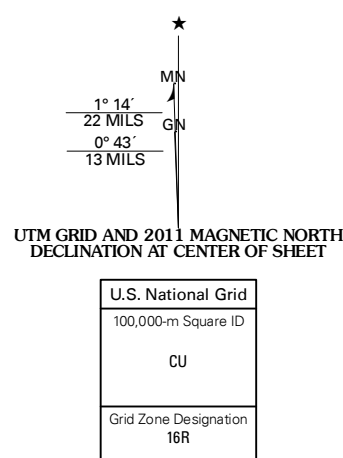 ★
MN
1° 14´
22 MILS
GN
0° 43´
13 MILS
UTM GRID AND 2011 MAGNETIC NORTH
DECLINATION AT CENTER OF SHEET
U.S. National Grid
100,000-m Square ID
CU
Grid Zone Designation
16R